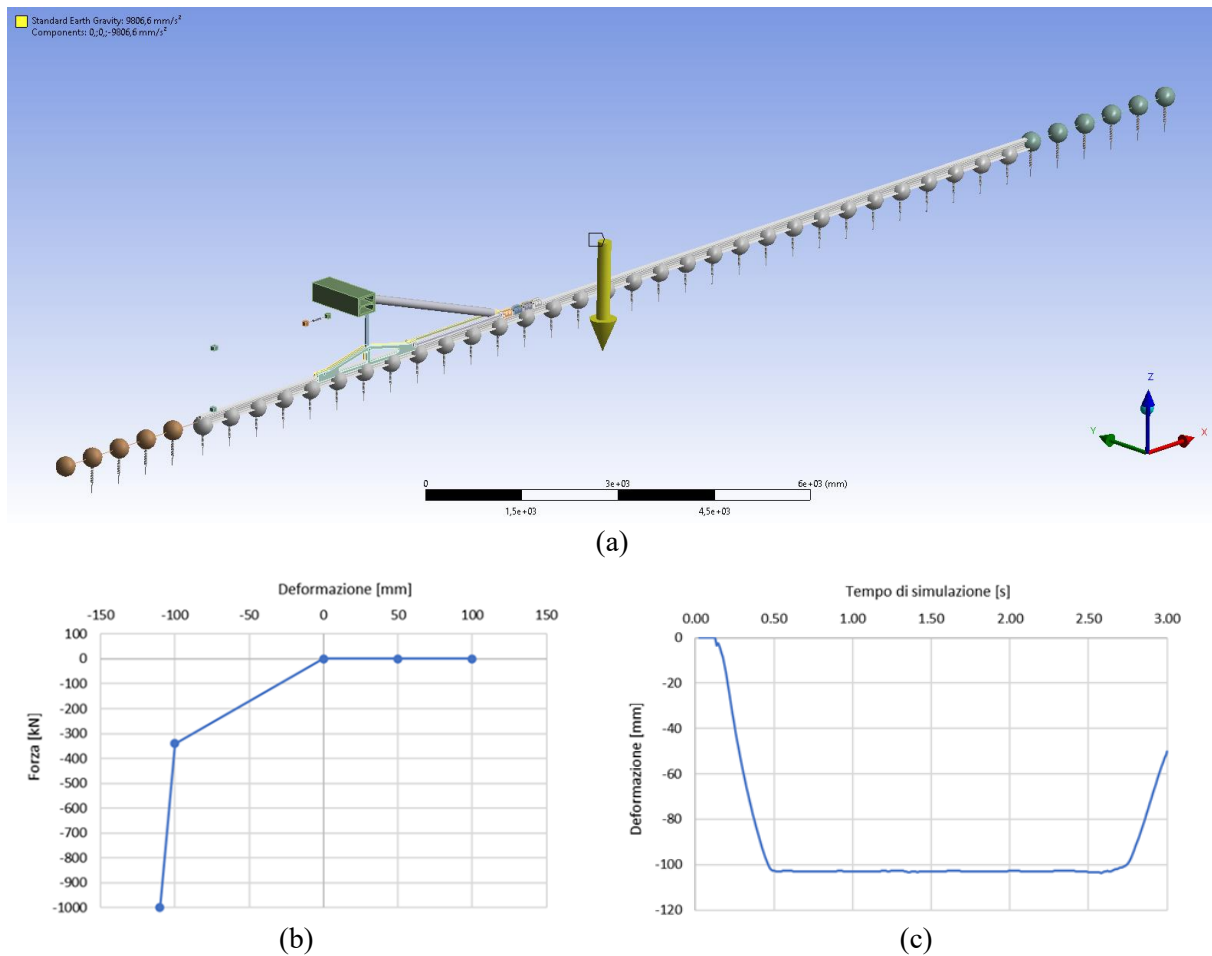 Standard Earth Gravity: 9806,6 mm/s²
Components: 0,;0,;-9806,6 mm/s²
Z
Y
X
0
3e+03
6e+03 (mm)
1,5e+03
4,5e+03
(a)
Deformazione [mm]
-150
-100
-50
0
50
100
150
100
0
-100
-200
-300
-400
-500
-600
-700
-800
-900
-1000
Forza [kN]
(b)
Tempo di simulazione [s]
0.00
0.50
1.00
1.50
2.00
2.50
3.00
0
-20
-40
-60
-80
-100
-120
Deformazione [mm]
(c)